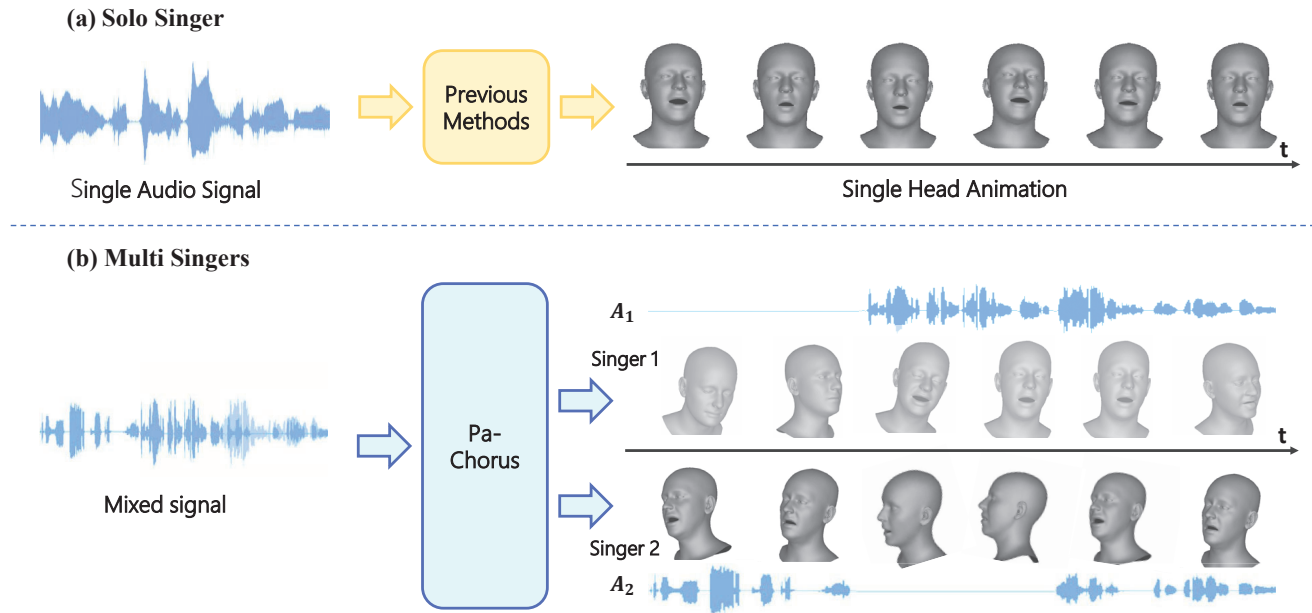 (a) Solo Singer
Previous
Methods
t
Single Audio Signal
Single Head Animation
(b) Multi Singers
A1
Singer 1
Pa-
Chorus
t
Mixed signal
Singer 2
A2